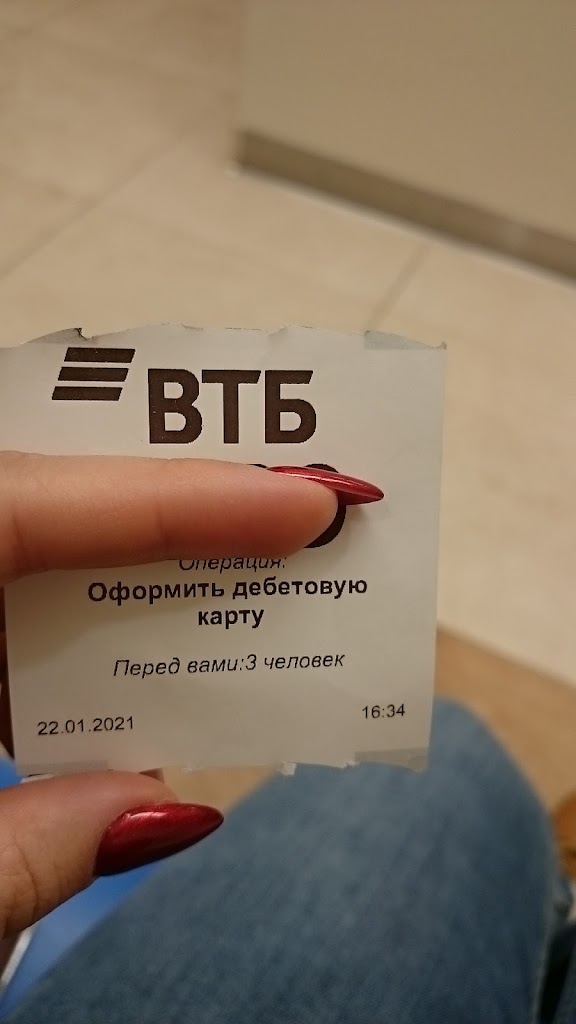 ВТБ
Операция:
Оформить дебетовую
карту
Перед вами:3 человек
22.01.2021 16:34